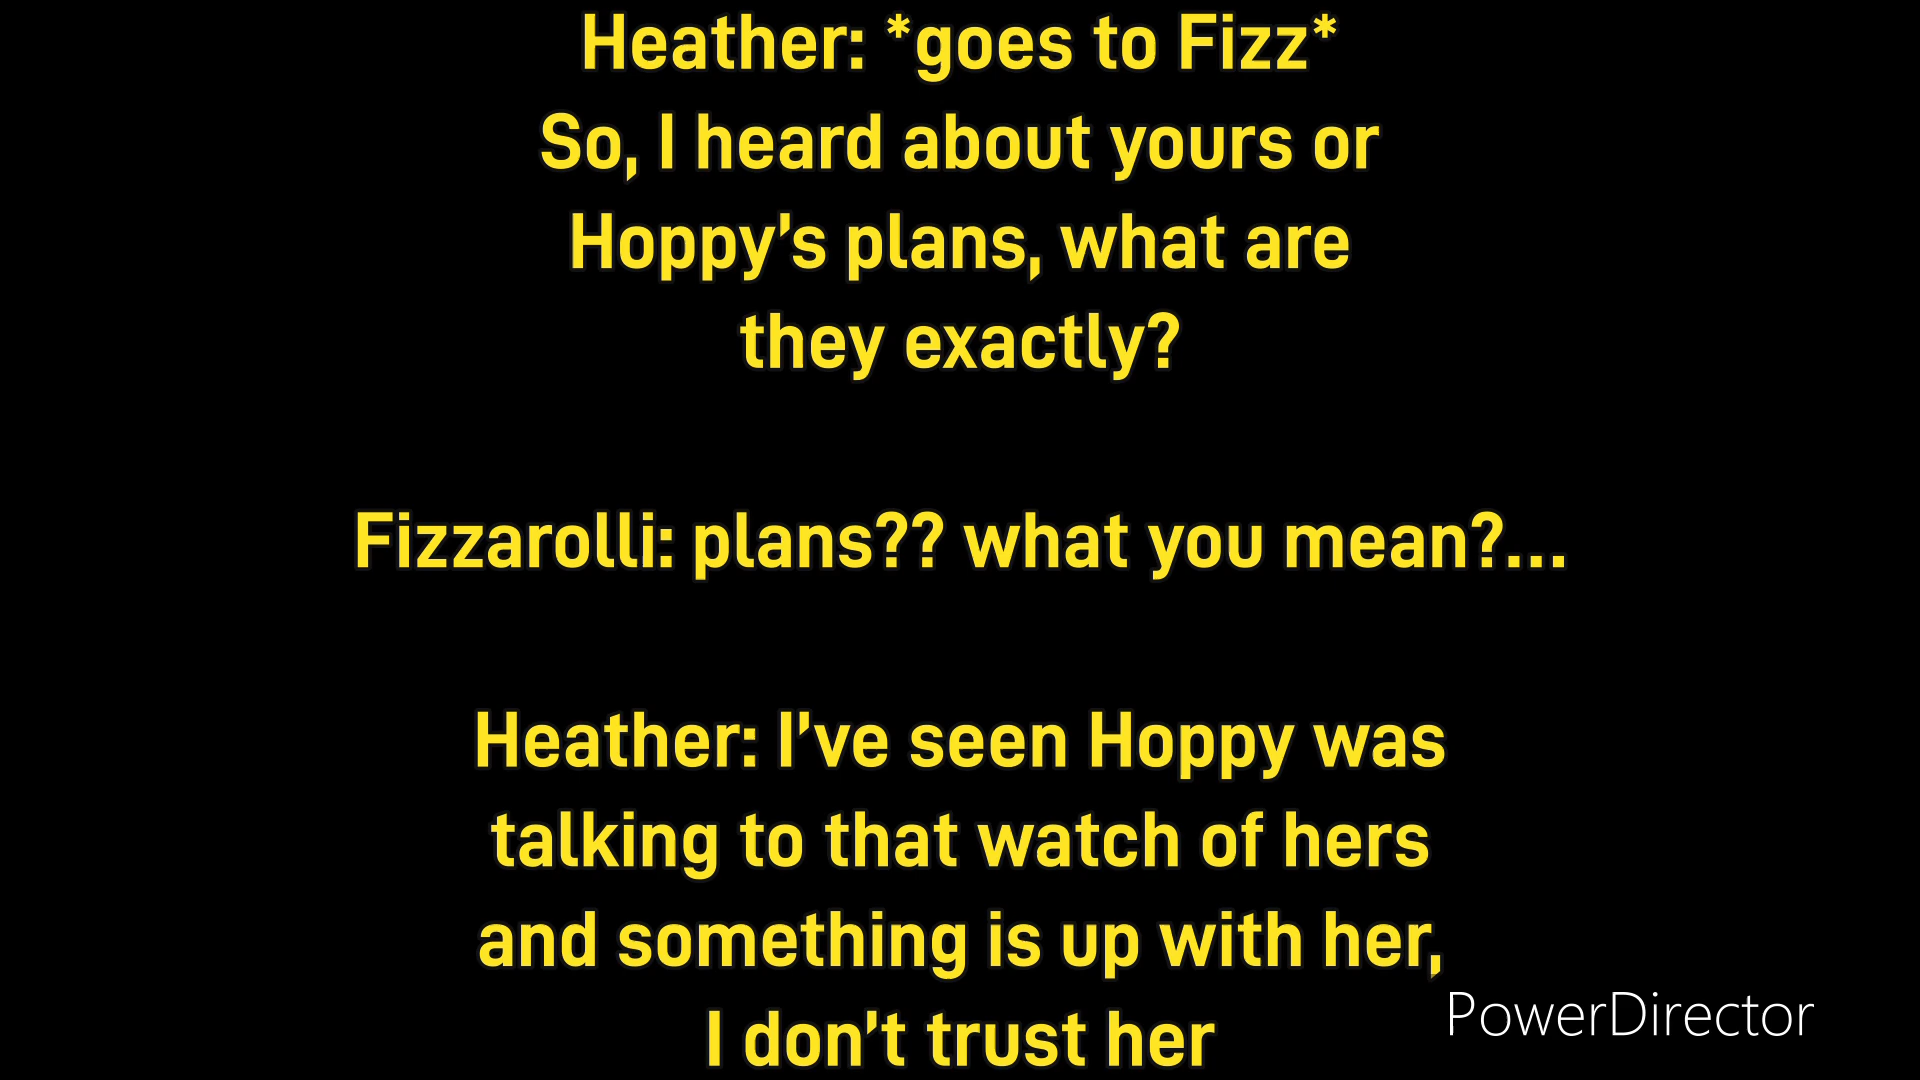 Heather: *goes to Fizz*
So, I heard about yours or
Hoppy's plans, what are
they exactly?
Fizzarolli: plans?? what you mean?...
Heather: I've seen Hoppy was
talking to that watch of hers
and something is up with her,
I don't trust her
PowerDirector